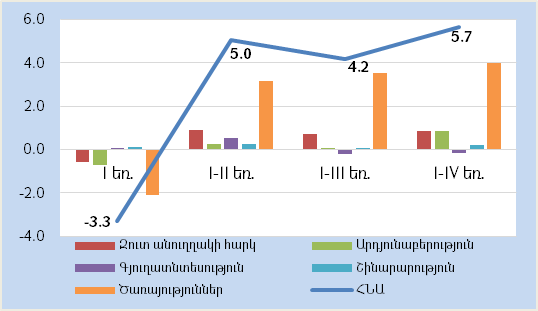 6.0
4.0
2.0
0.0
-2.0
-4.0
5.0
4.2
5.7
-3.3
I եռ.
I-II եռ.
I-III եռ.
I-IV եռ.
Զուտ անուղղակի հարկ
Արդյունաբերություն
Գյուղատնտեսություն
Շինարարություն
Ծառայություններ
ՀՆԱ